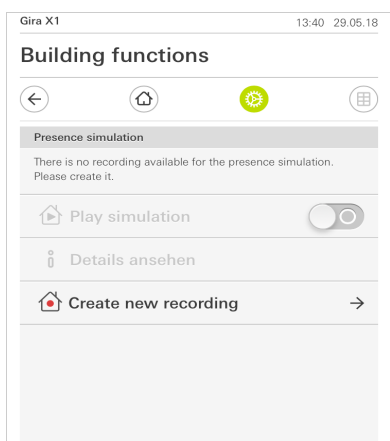 Gira X1 13:40 29.05.18
Building functions
Presence simulation
There is no recording available for the presence simulation.
Please create it.
Play simulation
Details ansehen
Create new recording